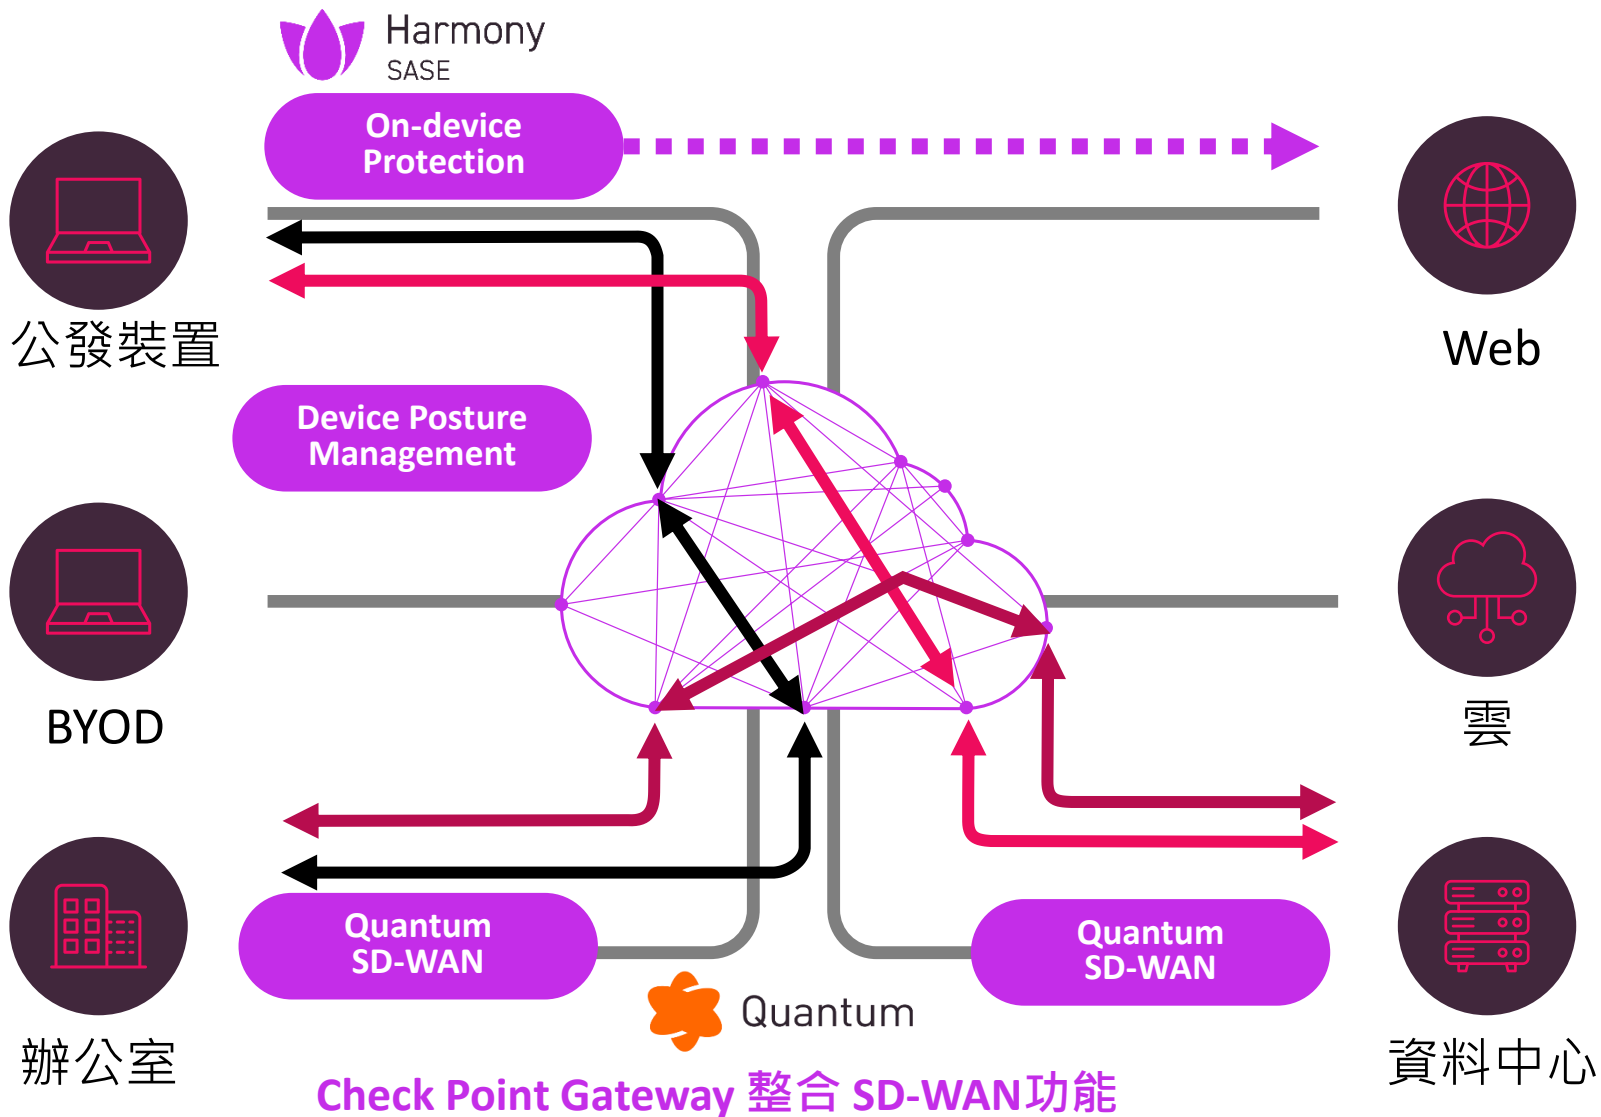 Harmony
SASE
On-device
Protection
公發裝置
Web
Device Posture
Management
BYOD
雲
Quantum
SD-WAN
Quantum
SD-WAN
Quantum
辦公室
資料中心
Check Point Gateway 整合 SD-WAN功能